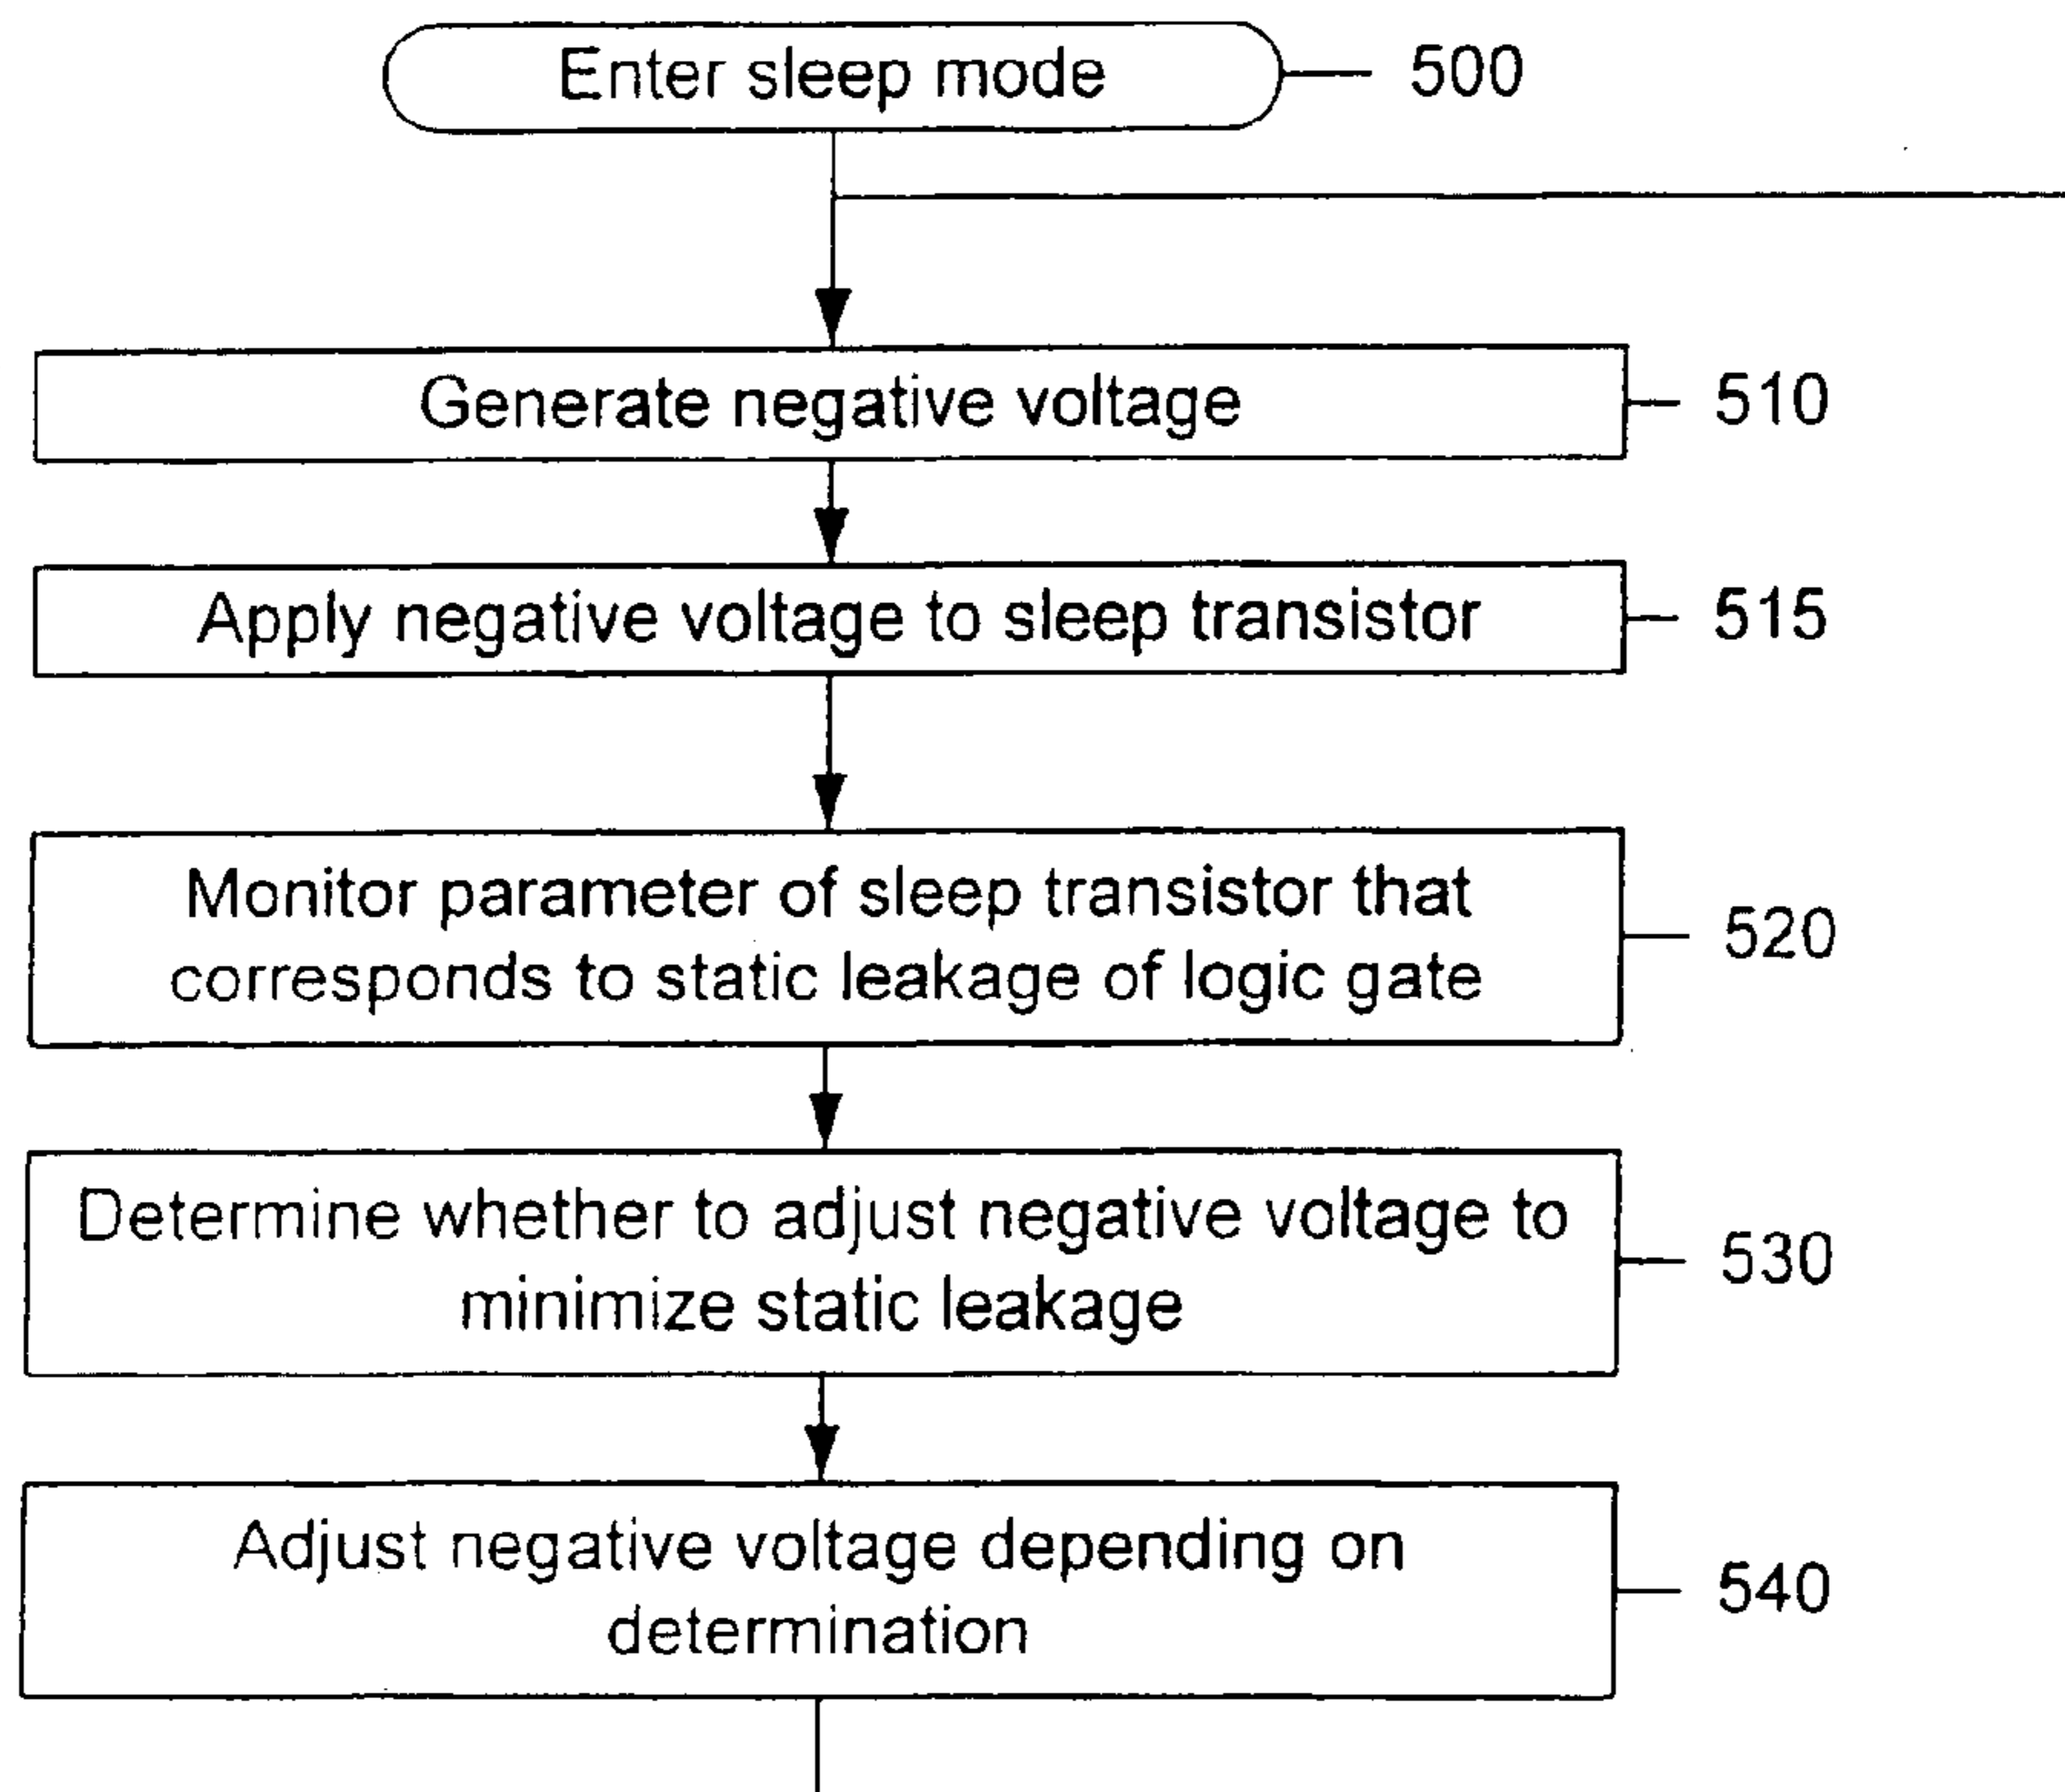 Enter sleep mode
500
Generate negative voltage
510
Apply negative voltage to sleep transistor
515
Monitor parameter of sleep transistor that
corresponds to static leakage of logic gate
520
Determine whether to adjust negative voltage to
minimize static leakage
530
Adjust negative voltage depending on
determination
540